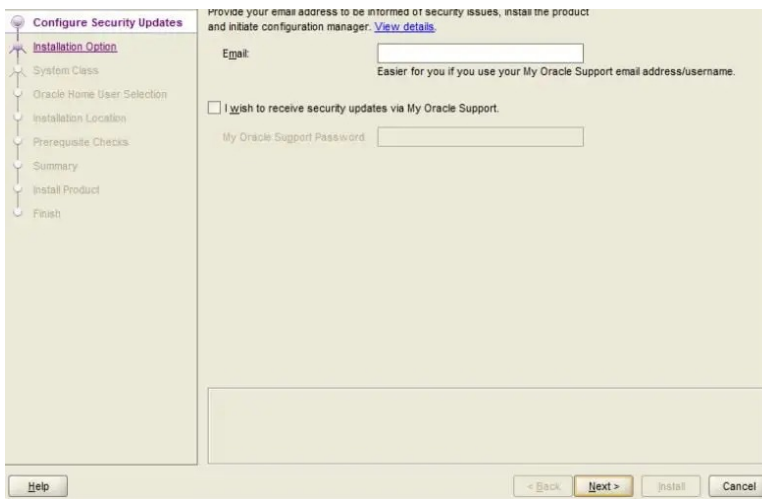 Configure Security Updates
Installation Option
System Class
Oracle Home User Selection
Installation Location
Prerequisite Checks
Summary
Install Product
Finish
Provide your email address to be informed of security issues, install the product
and initiate configuration manager. View details.
Email:
Easier for you if you use your My Oracle Support email address/username.
I wish to receive security updates via My Oracle Support.
My Oracle Support Password
Help
< Back
Next >
Install
Cancel